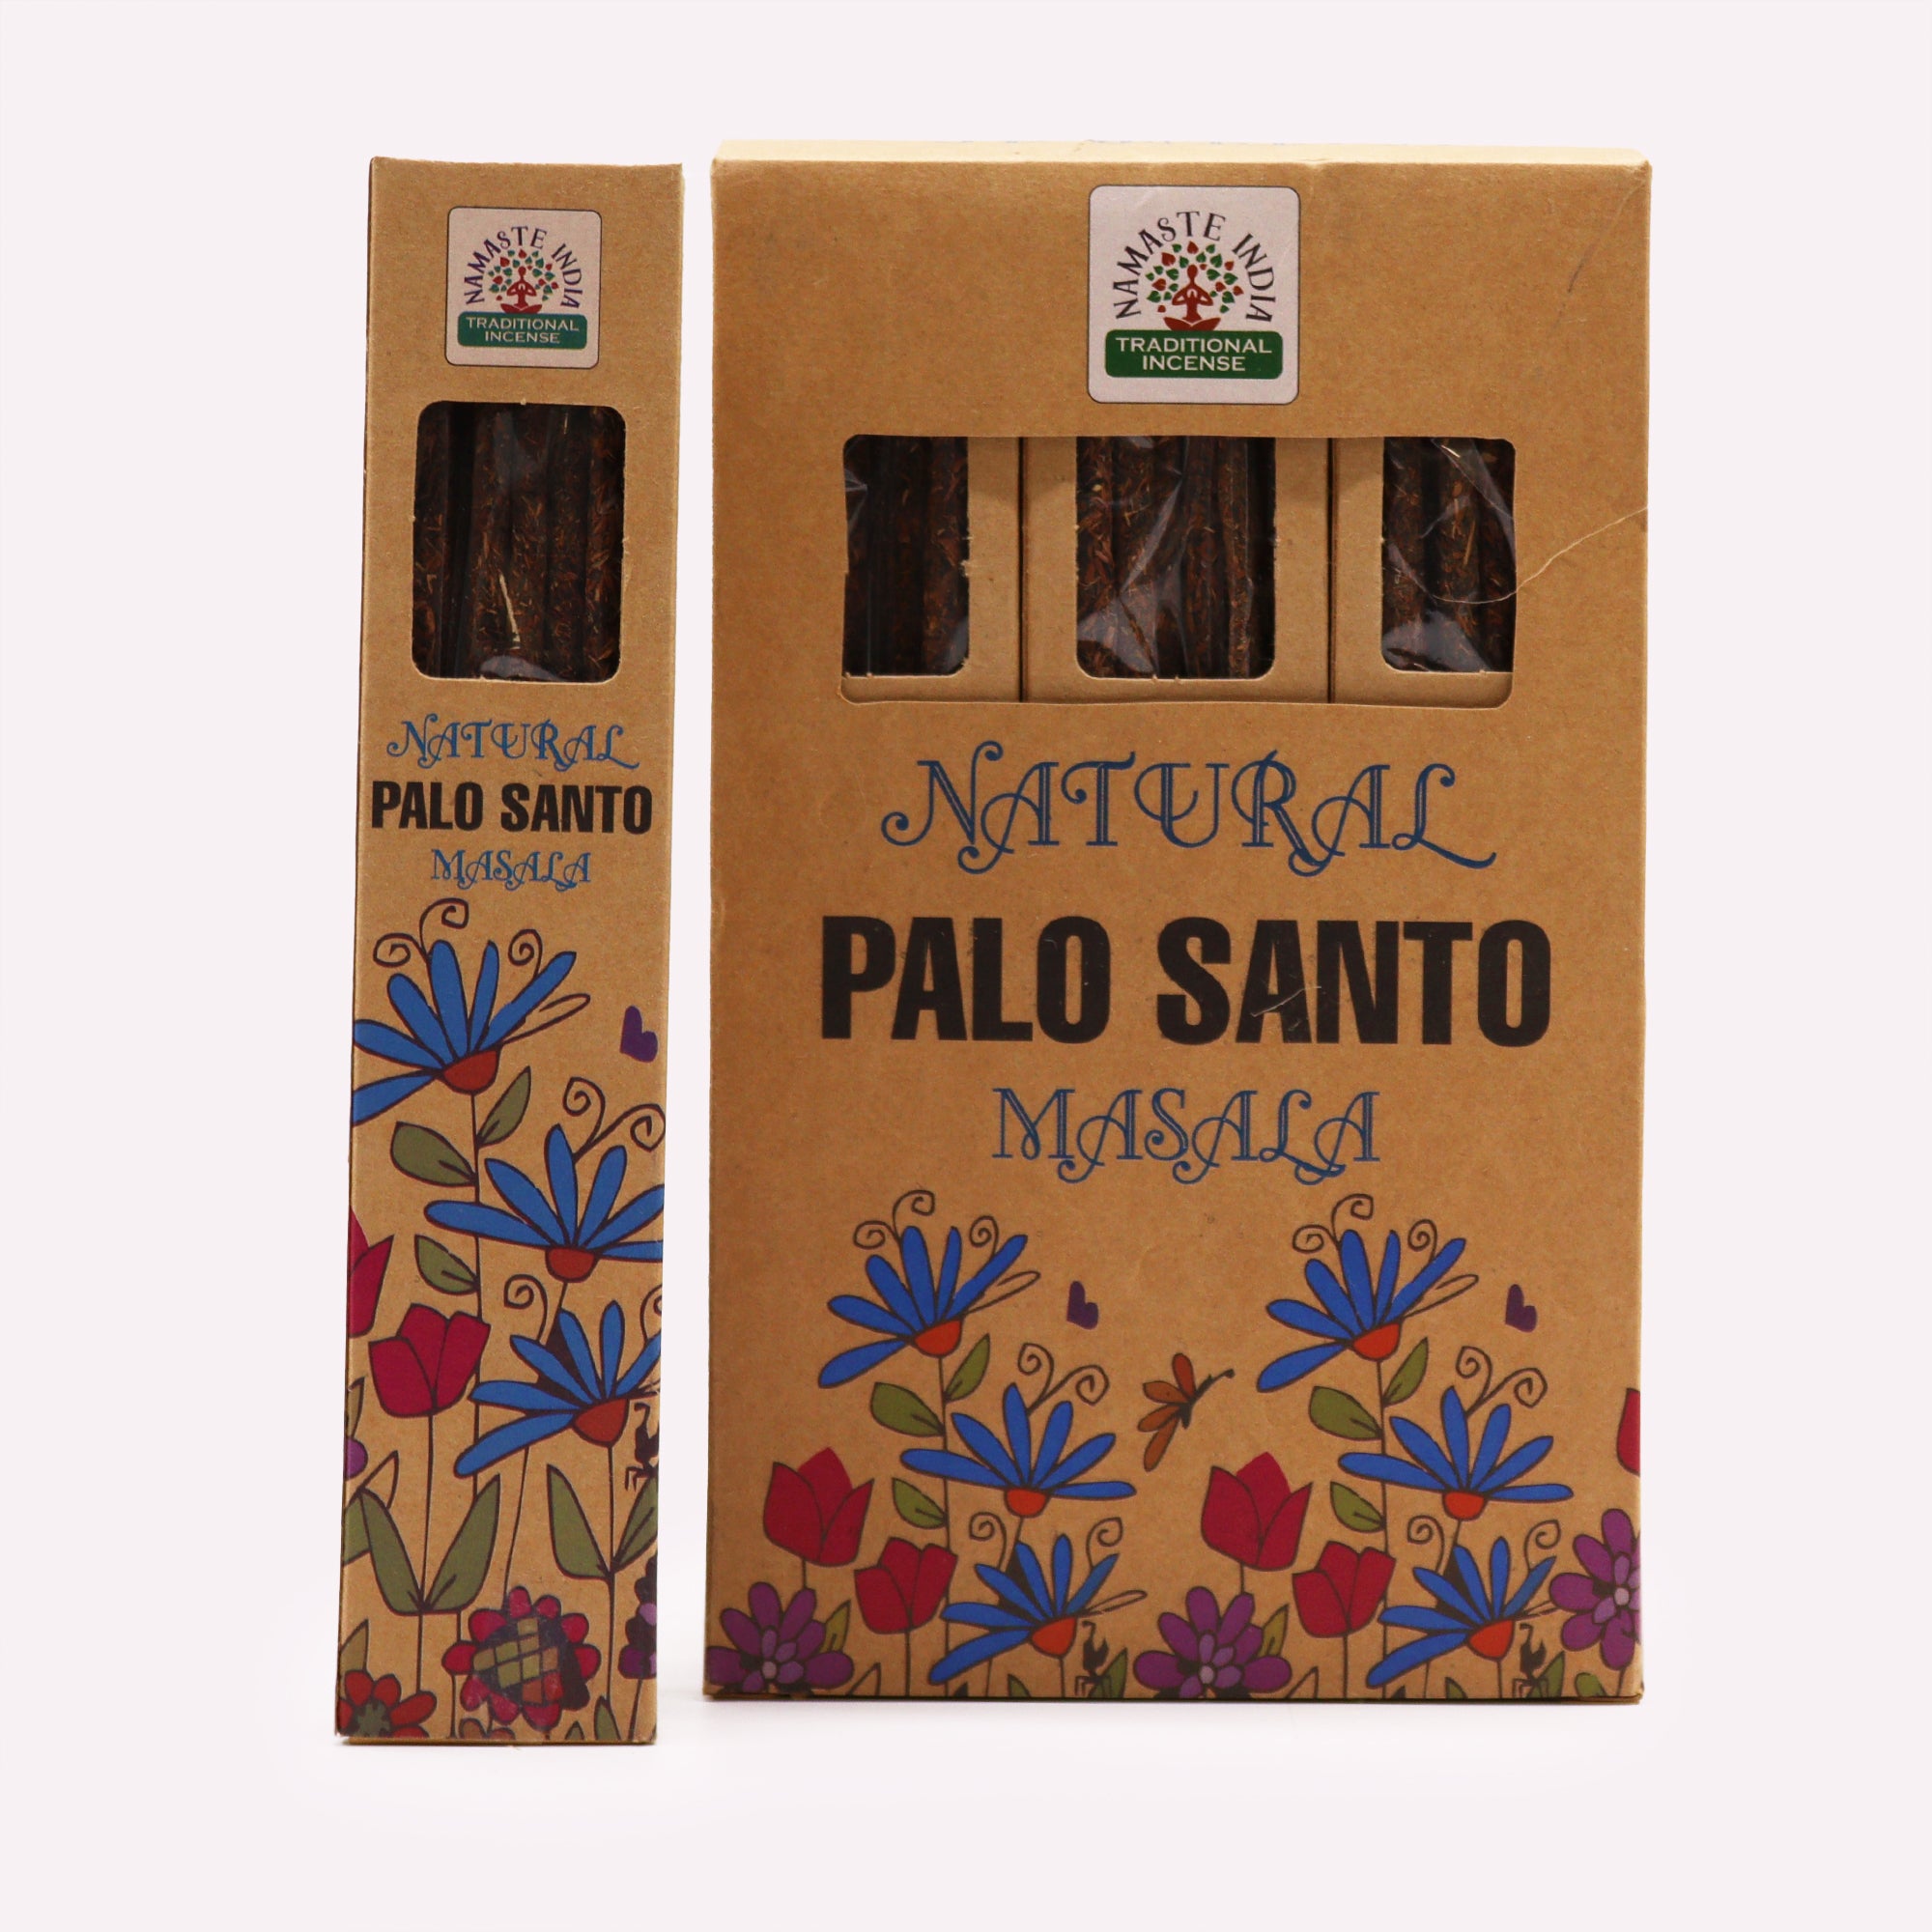 NAMASTE INDIA
TRADITIONAL
INCENSE
NATURAL
PALO SANTO
MASALA
NAMASTE INDIA
TRADITIONAL
INCENSE
NATURAL
PALO SANTO
MASALA